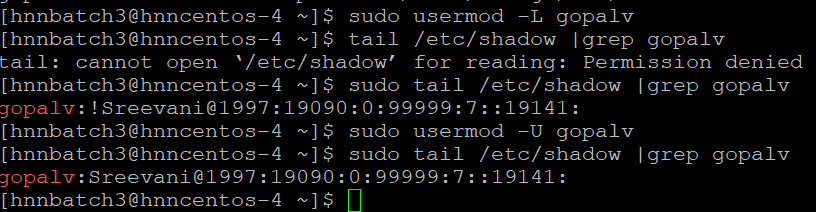 [hnnbatch3@hnncentos-4 ~]$ sudo usermod -L gopalv
[hnnbatch3@hnncentos-4 ~]$ tail /etc/shadow |grep gopalv
tail: cannot open ‘/etc/shadow’ for reading: Permission denied
[hnnbatch3@hnncentos-4 ~]$ sudo tail /etc/shadow |grep gopalv
gopalv:!Sreevani@1997:19090:0:99999:7::19141:
[hnnbatch3@hnncentos-4 ~]$ sudo usermod -U gopalv
[hnnbatch3@hnncentos-4 ~]$ sudo tail /etc/shadow |grep gopalv
gopalv:Sreevani@1997:19090:0:99999:7::19141:
[hnnbatch3@hnncentos-4 ~]$